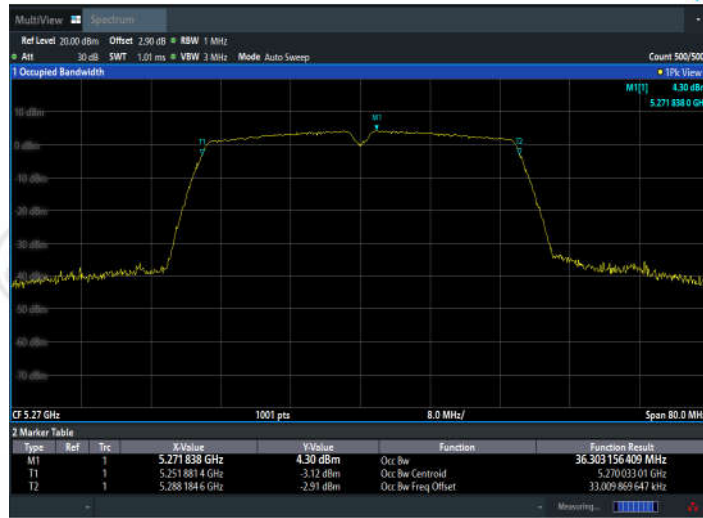 MultiView Spectrum
Ref Level 20.00 dBm Offset 2.90 dB RBW 1 MHz
Att 30 dB SWT 1.01 ms VBW 3 MHz Mode Auto Sweep Count 500/500
1 Occupied Bandwidth 1Pk View
M1[1] 4.30 dBm
5.271 838 0 GH
M1
10 dBm
T1 T2
0 dBm
-10 dBm
-20 dBm
-30 dBm
-40 dBm
-50 dBm
-60 dBm
-70 dBm
CF 5.27 GHz 1001 pts 8.0 MHz/ Span 80.0 MH
2 Marker Table
Type Ref Trc X-Value Y-Value Function Function Result
M1 1 5.271 838 GHz 4.30 dBm Occ Bw 36.303 156 409 MHz
T1 1 5.251 881 4 GHz -3.12 dBm Occ Bw Centroid 5.270 033 01 GHz
T2 1 5.288 184 6 GHz -2.91 dBm Occ Bw Freq Offset 33.009 869 647 kHz
Measuring...